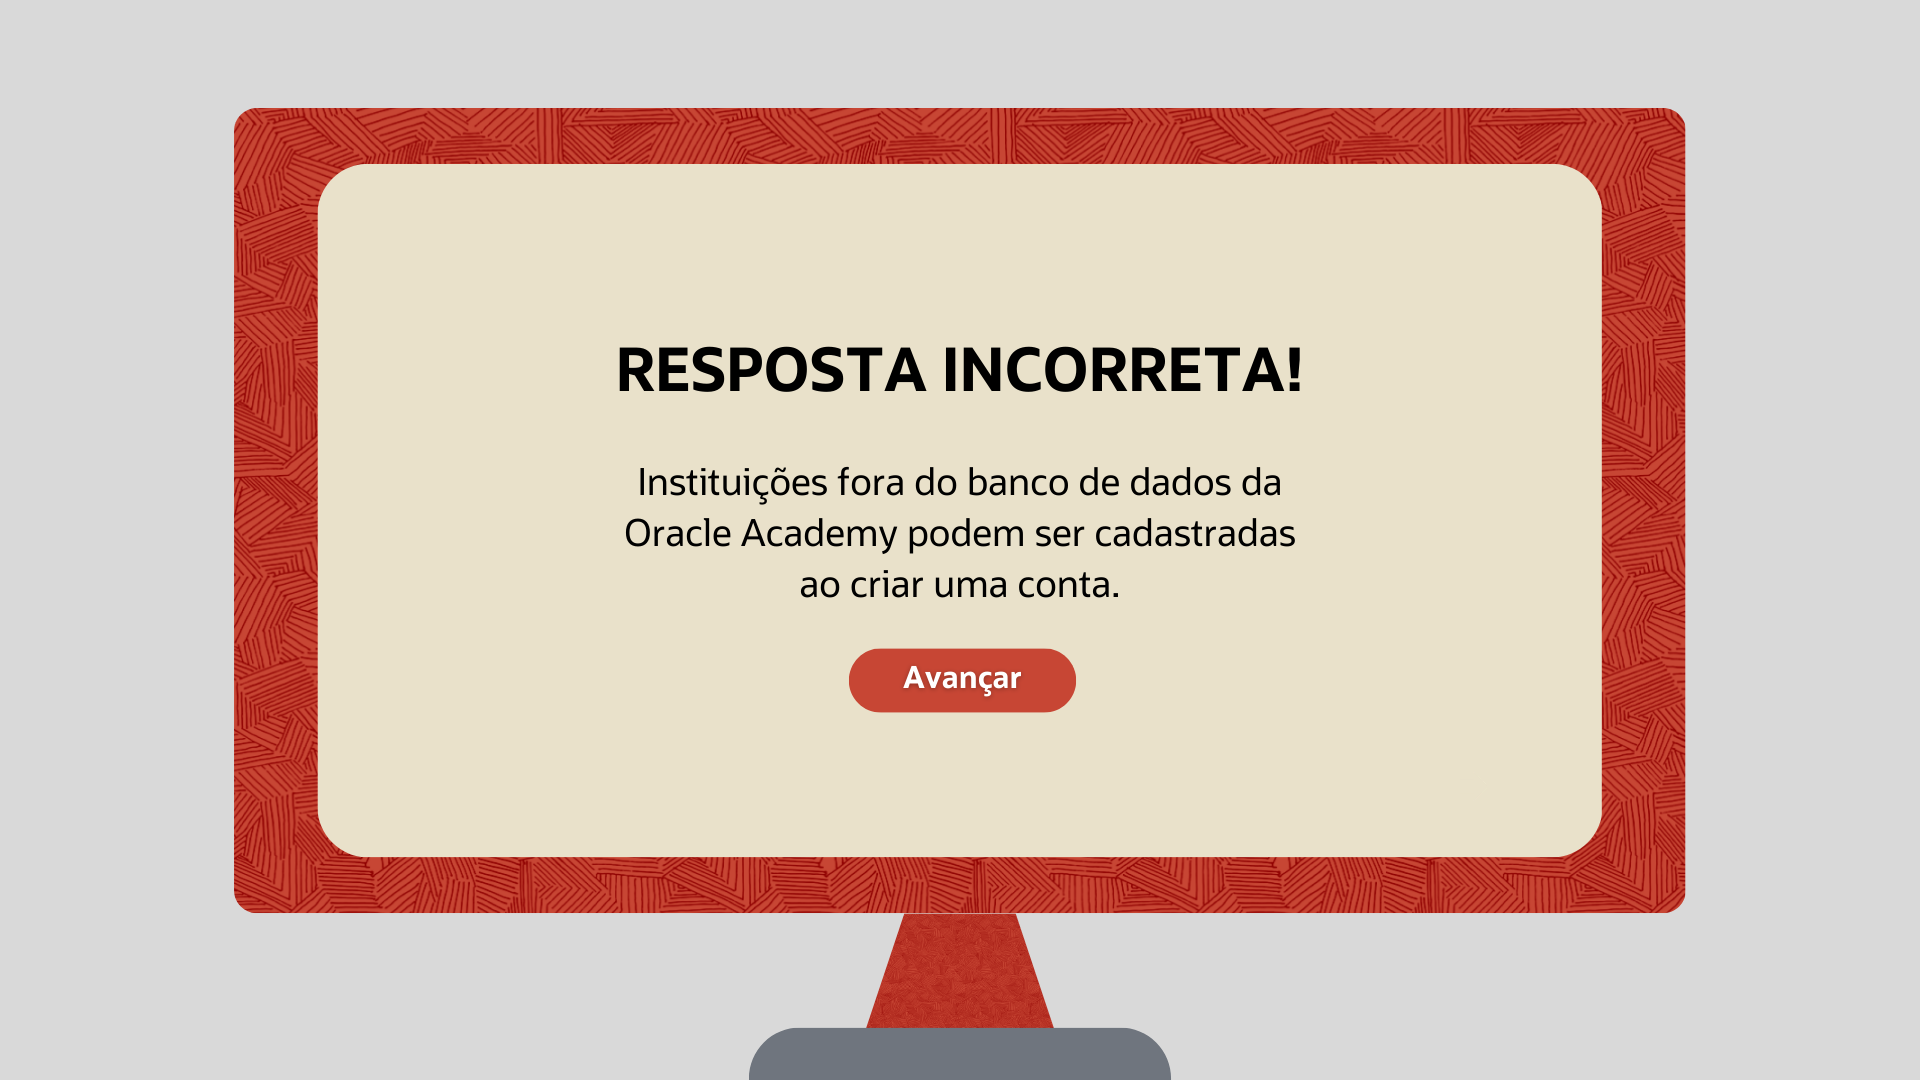 RESPOSTA INCORRETA!
Instituições fora do banco de dados da
Oracle Academy podem ser cadastradas
ao criar uma conta.
Avançar